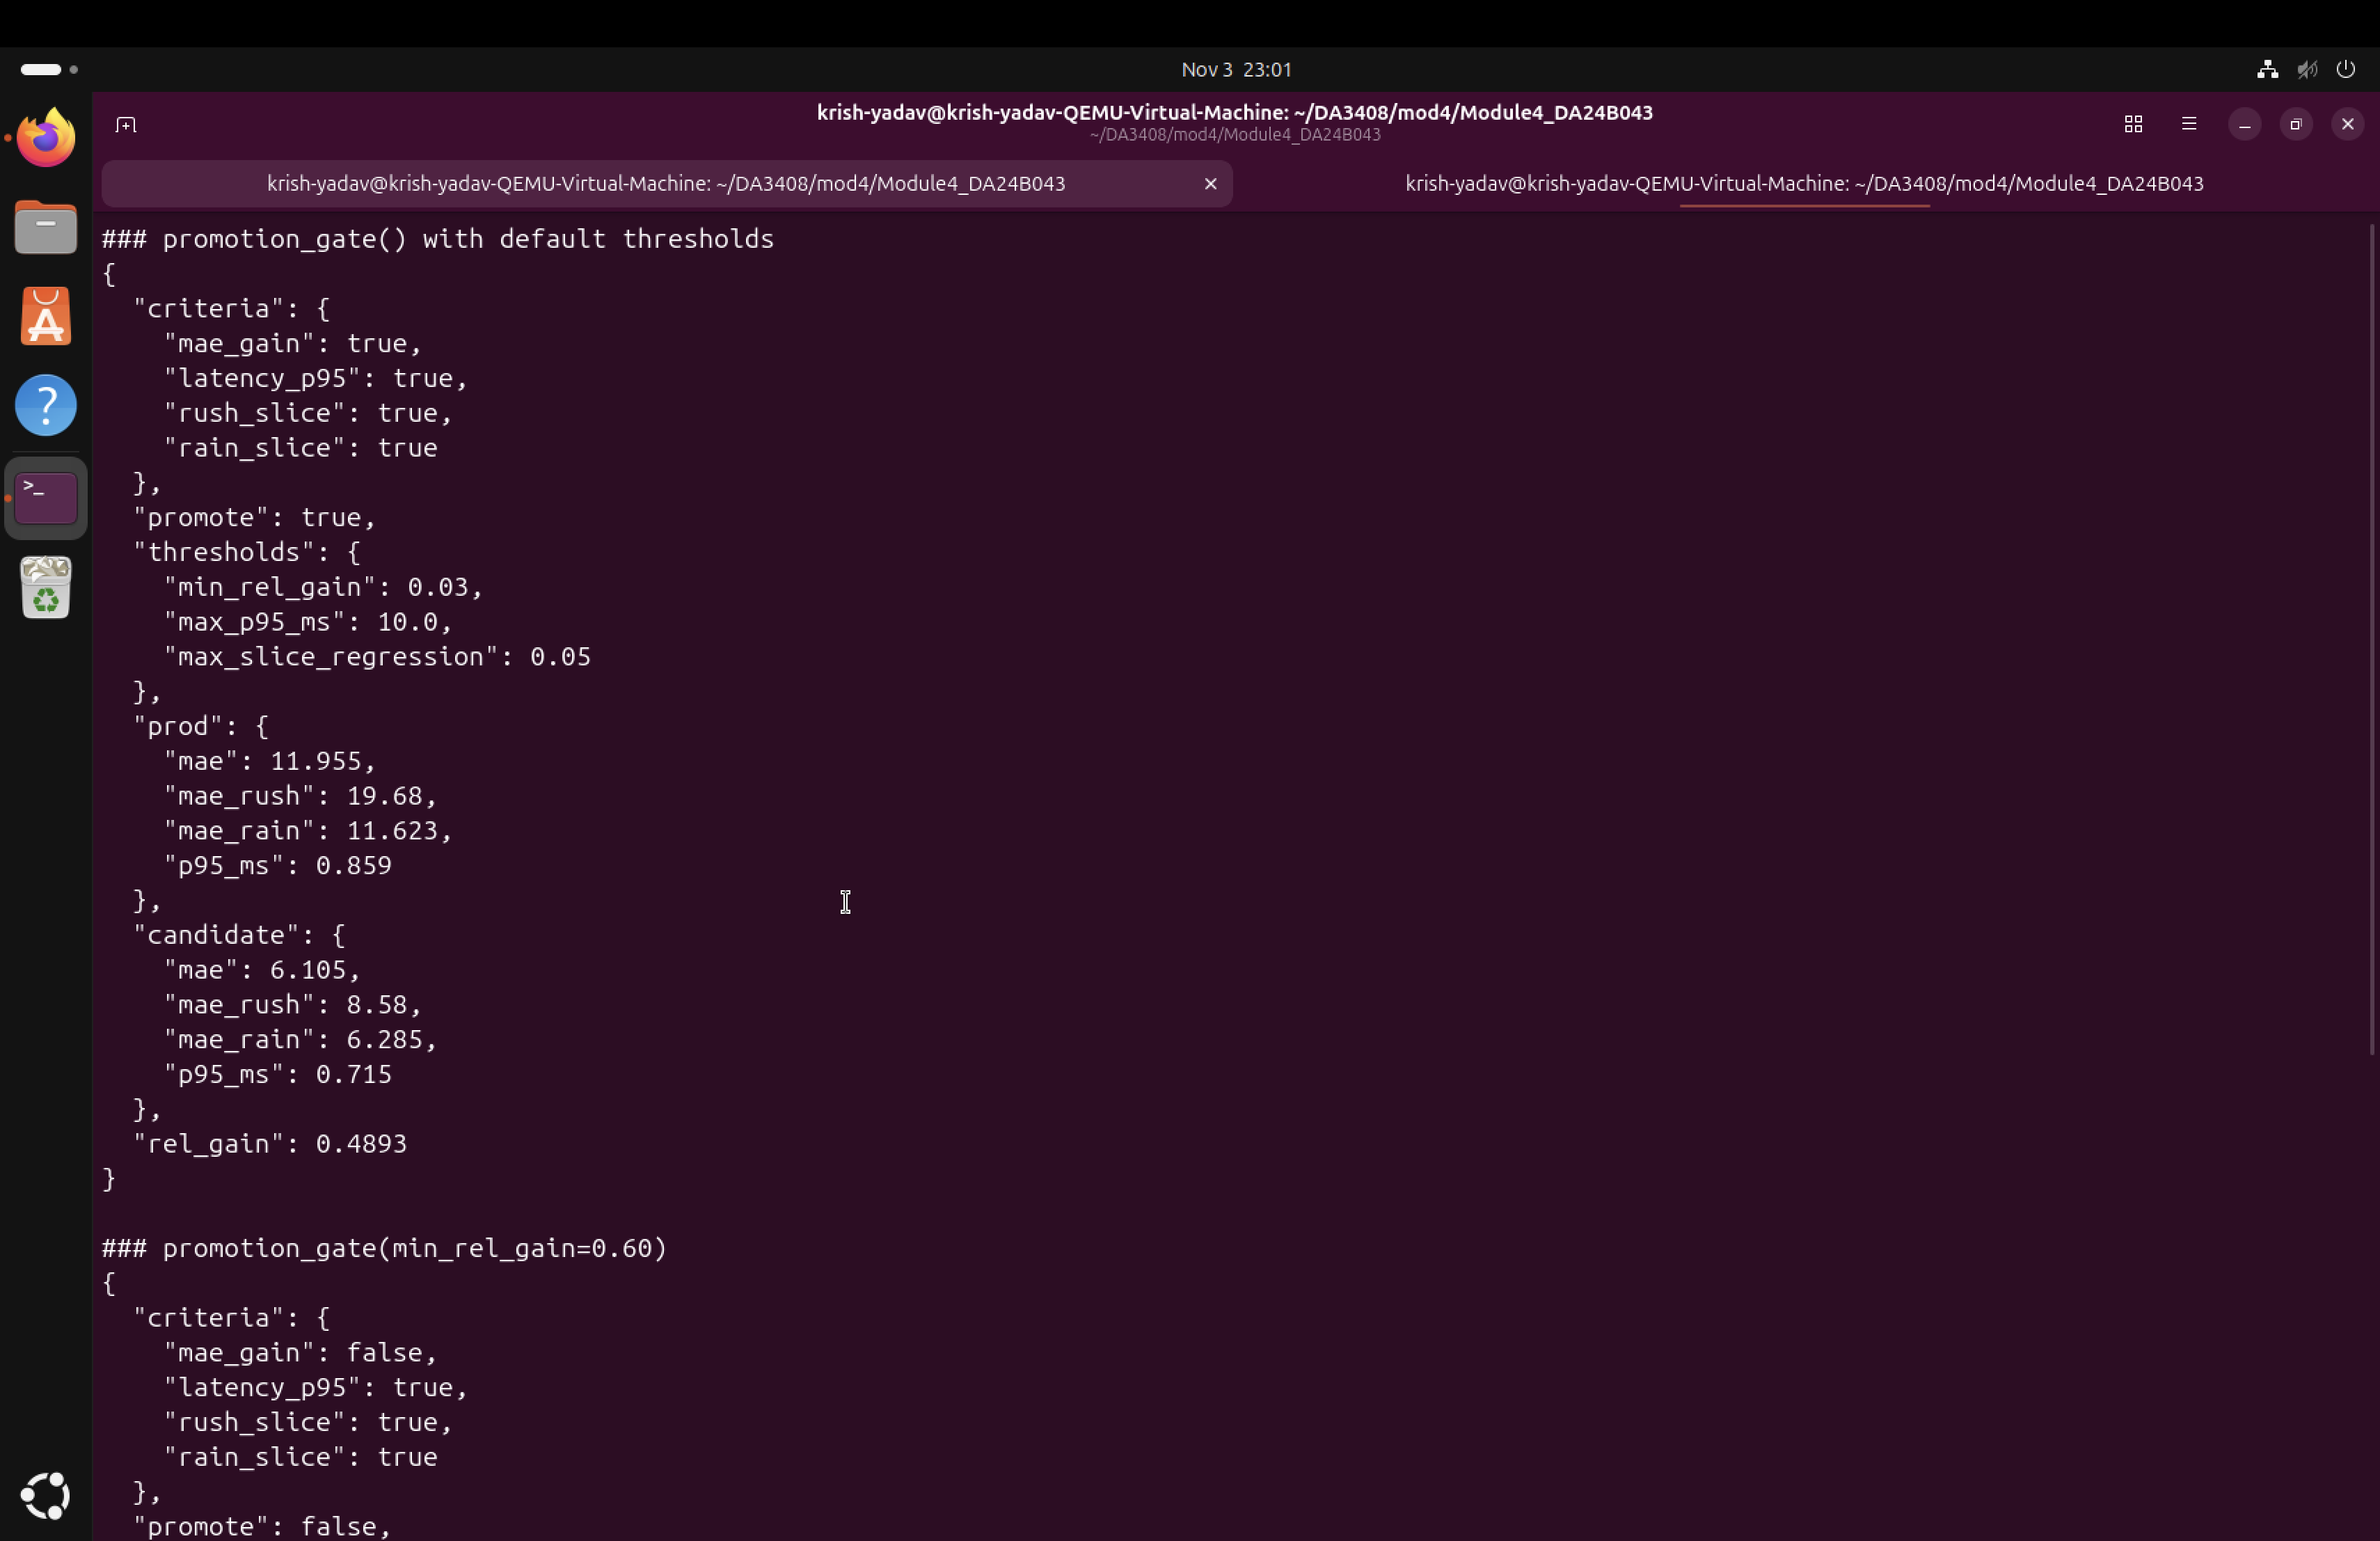 Nov 3 23:01
krish-yadav@krish-yadav-QEMU-Virtual-Machine: ~/DA3408/mod4/Module4_DA24B043
~/DA3408/mod4/Module4_DA24B043
krish-yadav@krish-yadav-QEMU-Virtual-Machine: ~/DA3408/mod4/Module4_DA24B043
krish-yadav@krish-yadav-QEMU-Virtual-Machine: ~/DA3408/mod4/Module4_DA24B043
### promotion_gate() with default thresholds
{
  "criteria": {
    "mae_gain": true,
    "latency_p95": true,
    "rush_slice": true,
    "rain_slice": true
  },
  "promote": true,
  "thresholds": {
    "min_rel_gain": 0.03,
    "max_p95_ms": 10.0,
    "max_slice_regression": 0.05
  },
  "prod": {
    "mae": 11.955,
    "mae_rush": 19.68,
    "mae_rain": 11.623,
    "p95_ms": 0.859
  },
  "candidate": {
    "mae": 6.105,
    "mae_rush": 8.58,
    "mae_rain": 6.285,
    "p95_ms": 0.715
  },
  "rel_gain": 0.4893
}
### promotion_gate(min_rel_gain=0.60)
{
  "criteria": {
    "mae_gain": false,
    "latency_p95": true,
    "rush_slice": true,
    "rain_slice": true
  },
  "promote": false,